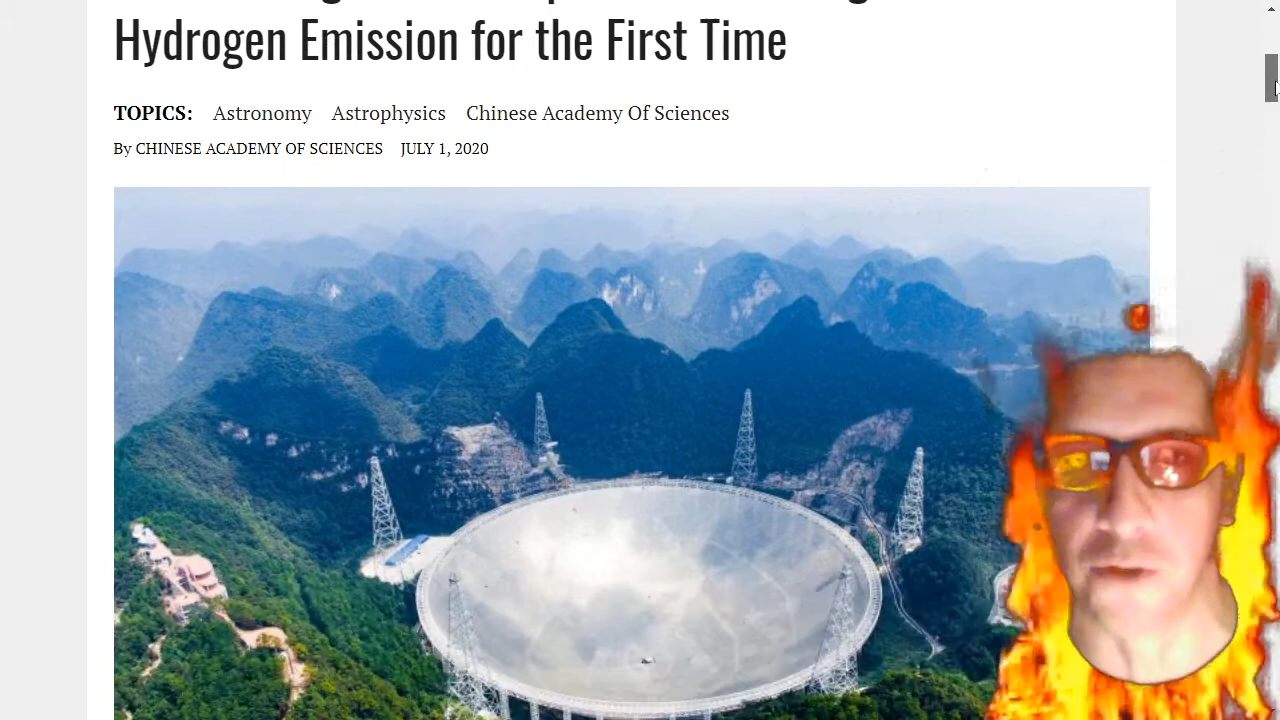 Hydrogen Emission for the First Time
TOPICS: Astronomy Astrophysics Chinese Academy Of Sciences
By CHINESE ACADEMY OF SCIENCES JULY 1, 2020